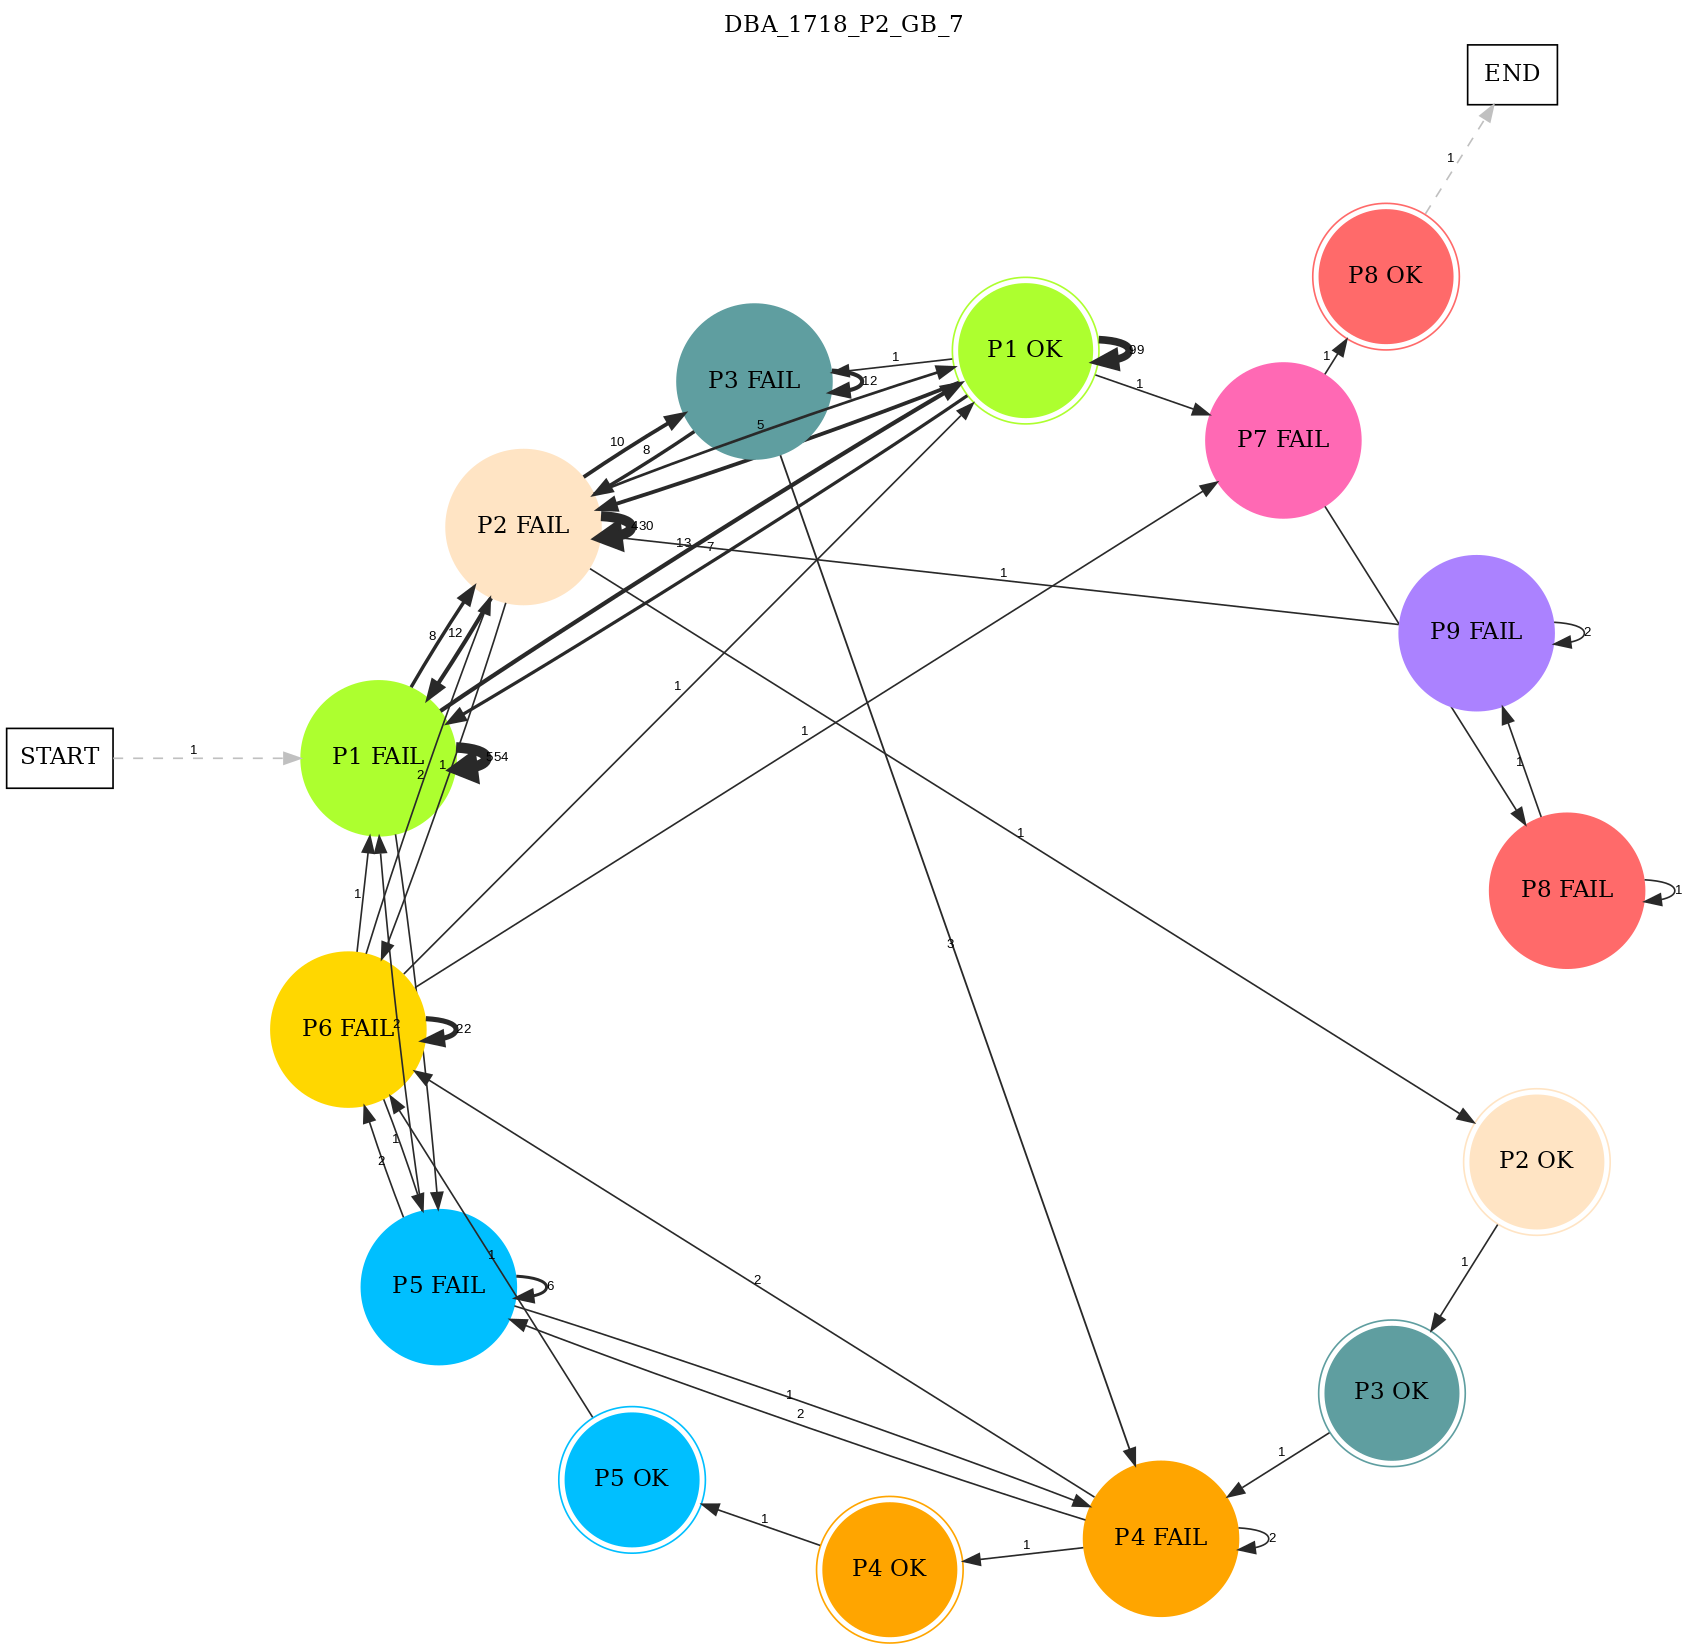 DBA_1718_P2_GB_7
END
1
P8 OK
P3 FAIL
12
1
P1 OK
99
1
1
P7 FAIL
10
8
5
P2 FAIL
430
13
7
1
P9 FAIL
2
8
12
1
1
1
START
1
P1 FAIL
554
2
1
1
1
P8 FAIL
1
1
3
P6 FAIL
2
22
1
2
P2 OK
1
1
2
P5 FAIL
6
P3 OK
1
1
2
P5 OK
1
P4 OK
1
P4 FAIL
2